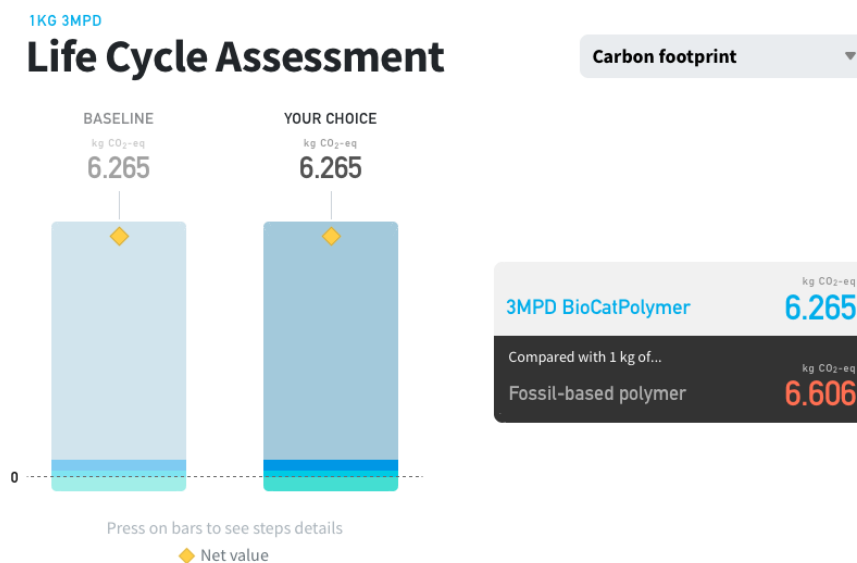 1KG 3MPD
Life Cycle Assessment
Carbon footprint
BASELINE
kg CO₂-eq
6.265
YOUR CHOICE
kg CO₂-eq
6.265
0
Press on bars to see steps details
Net value
kg CO₂-eq
3MPD BioCatPolymer
6.265
Compared with 1 kg of...
kg CO₂-eq
Fossil-based polymer
6.606